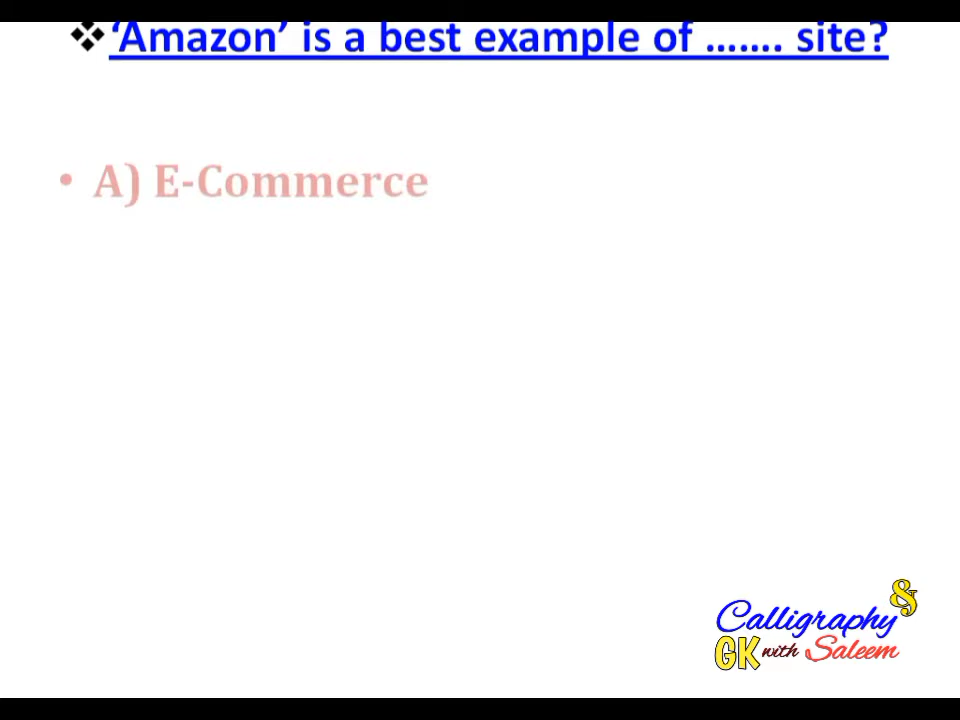 ❖ ‘Amazon’ is a best example of ……. site?
• A) E-Commerce
Calligraphy &
GK with Saleem